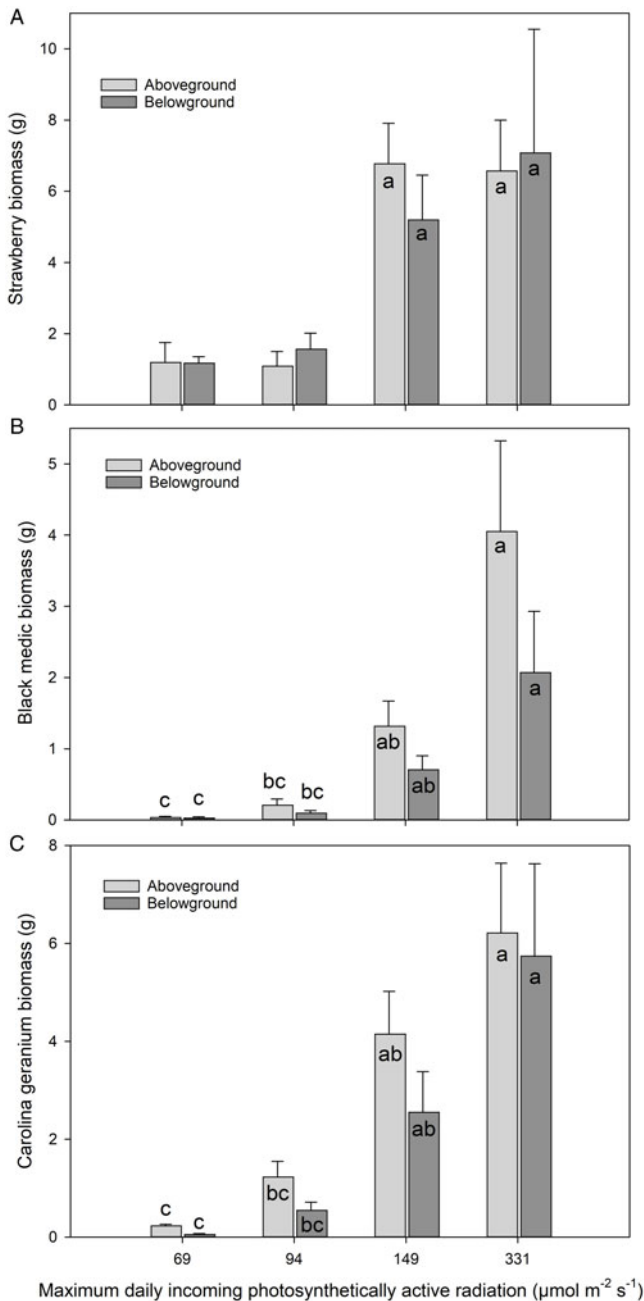 A
Strawberry biomass (g)
10
8
6
4
2
0
Aboveground
Belowground
a
a
a
a
B
Black medic biomass (g)
5
4
3
2
1
0
Aboveground
Belowground
c
c
bc
bc
ab
ab
a
a
C
Carolina geranium biomass (g)
8
6
4
2
0
Aboveground
Belowground
c
c
bc
bc
ab
ab
a
a
69
94
149
331
Maximum daily incoming photosynthetically active radiation (µmol m⁻² s⁻¹)